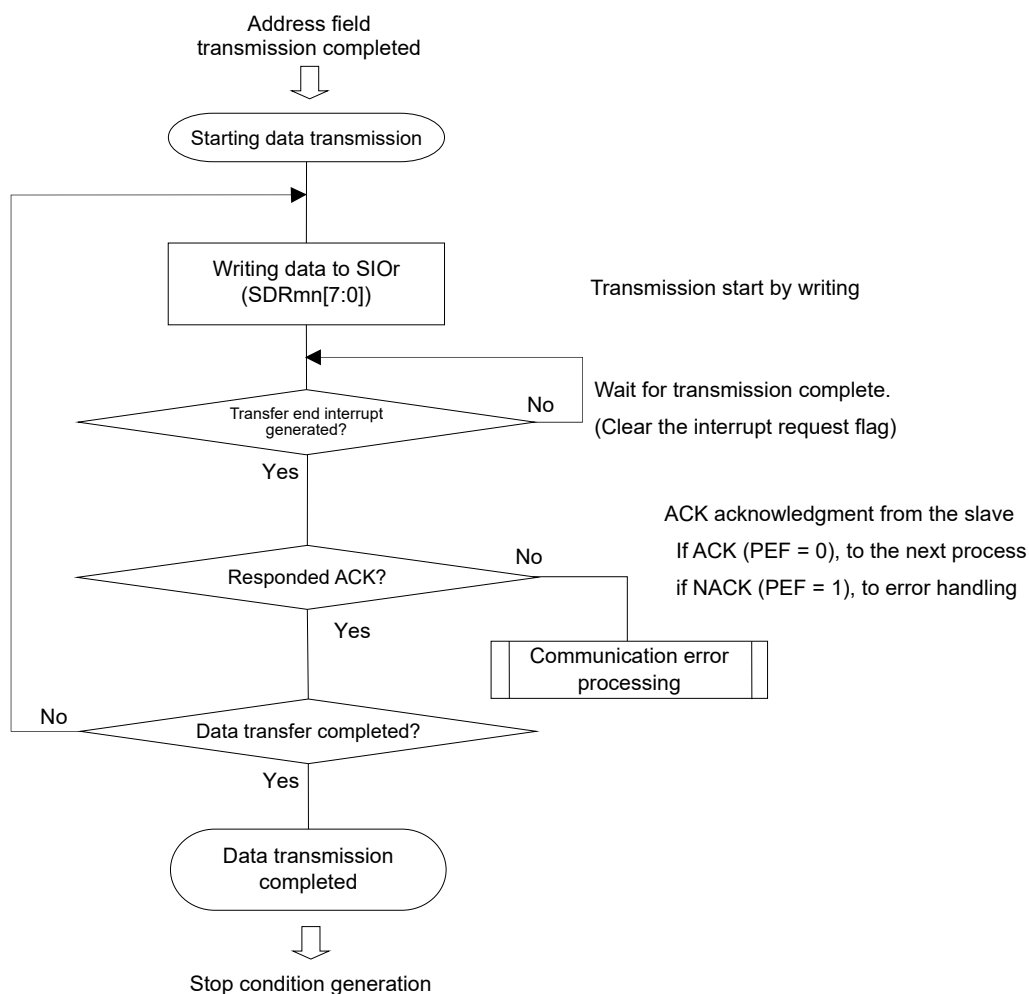 Address field
transmission completed
Starting data transmission
Writing data to SIOr
(SDRmn[7:0])
Transmission start by writing
Transfer end interrupt
generated?
No
Wait for transmission complete.
(Clear the interrupt request flag)
Yes
ACK acknowledgment from the slave
If ACK (PEF = 0), to the next process
if NACK (PEF = 1), to error handling
Responded ACK?
No
Yes
Communication error
processing
Data transfer completed?
No
Yes
Data transmission
completed
Stop condition generation